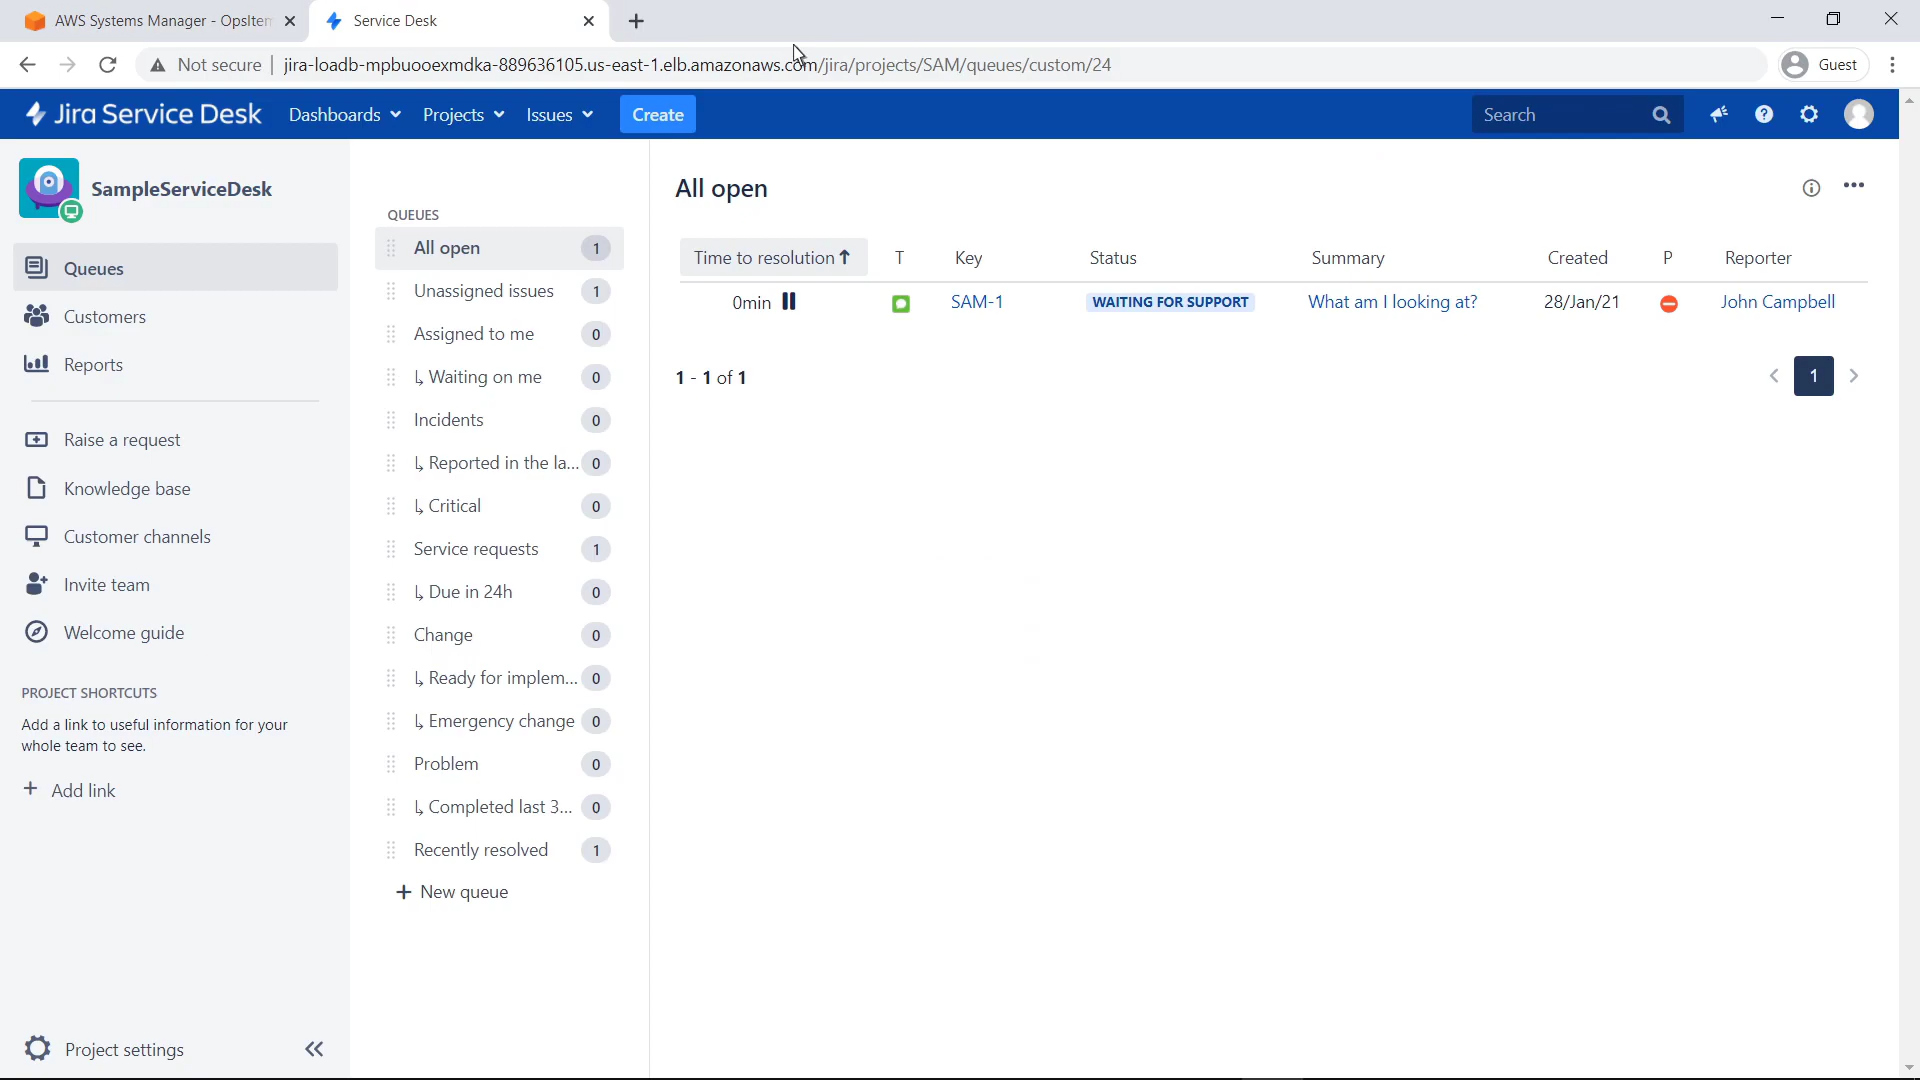 AWS Systems Manager - OpsItem
Service Desk
Not secure
jira-loadb-mpbuooexmdka-889636105.us-east-1.elb.amazonaws.com/jira/projects/SAM/queues/custom/24
Guest
Jira Service Desk
Dashboards
Projects
Issues
Create
Search
SampleServiceDesk
Queues
Customers
Reports
Raise a request
Knowledge base
Customer channels
Invite team
Welcome guide
PROJECT SHORTCUTS
Add a link to useful information for your
whole team to see.
+ Add link
Project settings
QUEUES
All open 1
Unassigned issues 1
Assigned to me 0
↳ Waiting on me 0
Incidents 0
↳ Reported in the la... 0
↳ Critical 0
Service requests 1
↳ Due in 24h 0
Change 0
↳ Ready for implem... 0
↳ Emergency change 0
Problem 0
↳ Completed last 3... 0
Recently resolved 1
+ New queue
All open
Time to resolution↑ T Key Status Summary Created P Reporter
0min SAM-1 WAITING FOR SUPPORT What am I looking at? 28/Jan/21 John Campbell
1 - 1 of 1
1